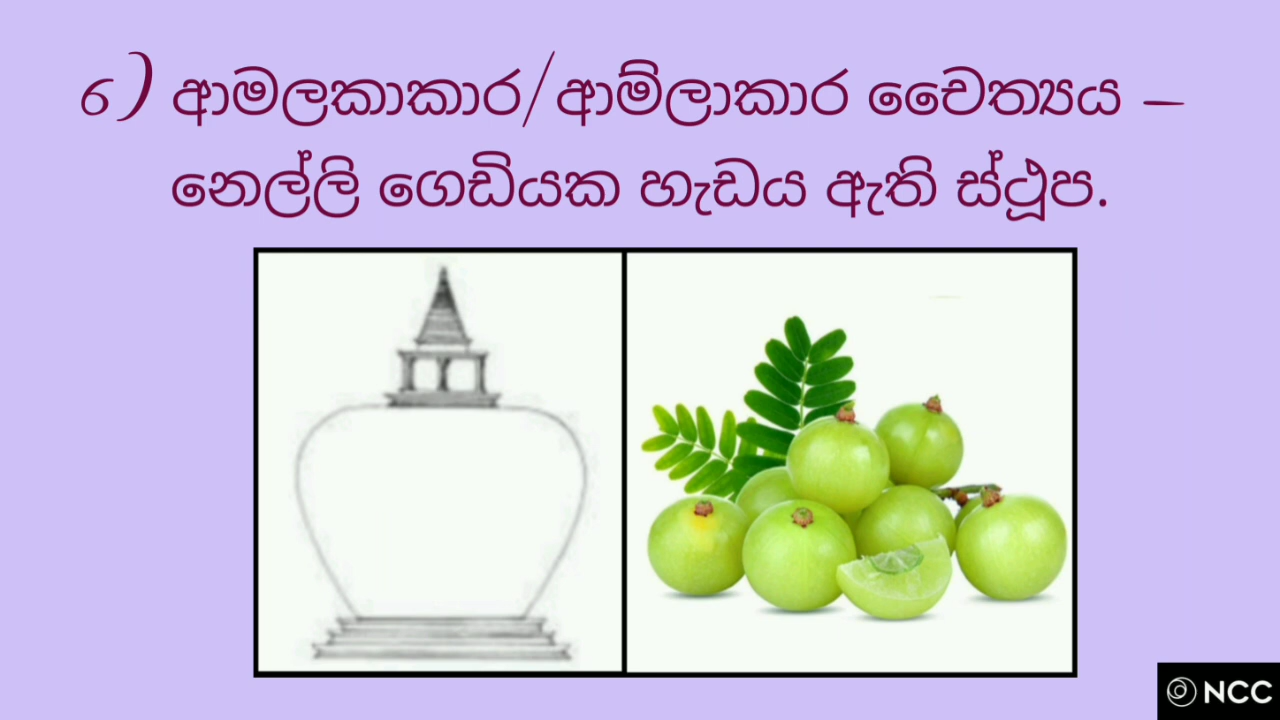 6) ආමලකාකාර/ආම්ලාකාර චෛත්‍යය –
නෙල්ලි ගෙඩියක හැඩය ඇති ස්ථූප.
NCC